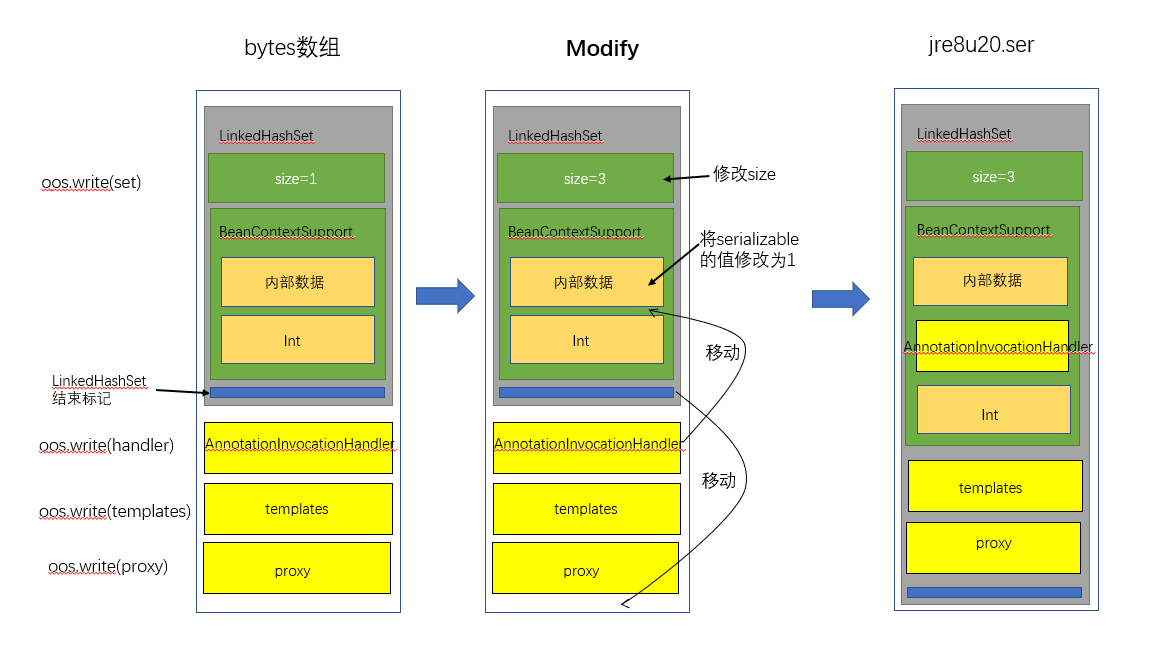 bytes数组
Modify
jre8u20.ser
oos.write(set)
LinkedHashSet
size=1
BeanContextSupport
内部数据
Int
LinkedHashSet
结束标记
oos.write(handler)
AnnotationInvocationHandler
oos.write(templates)
templates
oos.write(proxy)
proxy
LinkedHashSet
size=3
修改size
BeanContextSupport
将serializable
的值修改为1
内部数据
Int
移动
AnnotationInvocationHandler
移动
templates
proxy
LinkedHashSet
size=3
BeanContextSupport
内部数据
AnnotationInvocationHandler
Int
templates
proxy